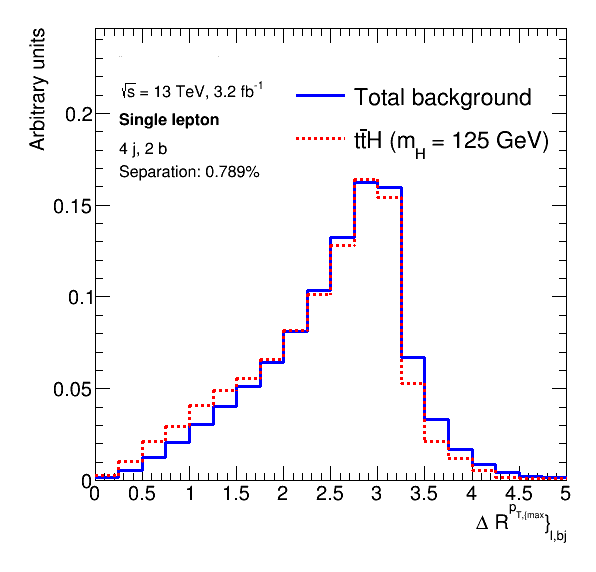 Arbitrary units
√s = 13 TeV, 3.2 fb⁻¹
Single lepton
4 j, 2 b
Separation: 0.789%
Total background
tt̄H (m_H = 125 GeV)
0.2
0.15
0.1
0.05
0
0 0.5 1 1.5 2 2.5 3 3.5 4 4.5 5
Δ R^{p_{T,{max}}}_{l,bj}